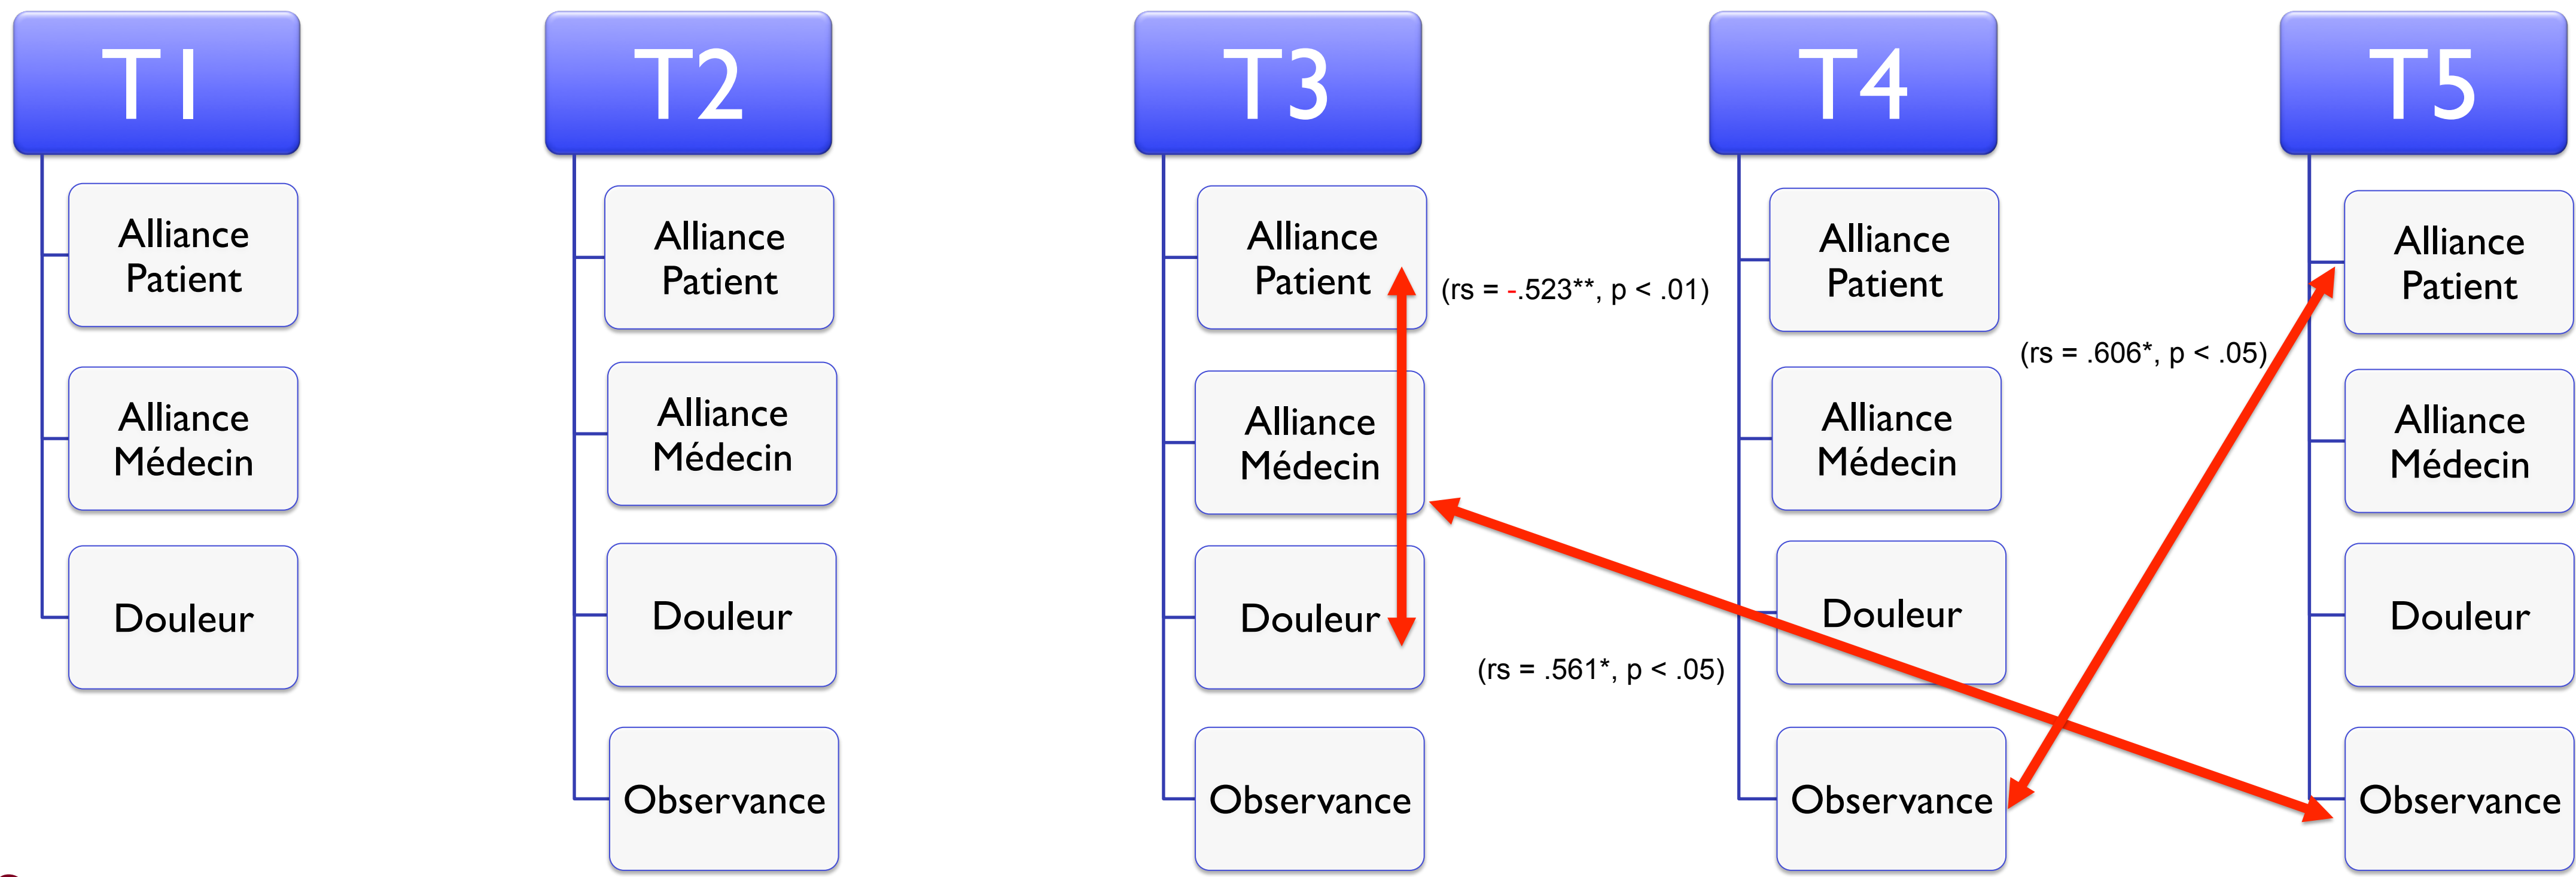 T1
Alliance
Patient
Alliance
Médecin
Douleur
T2
Alliance
Patient
Alliance
Médecin
Douleur
Observance
T3
Alliance
Patient
Alliance
Médecin
Douleur
Observance
(rs = -.523**, p < .01)
(rs = .561*, p < .05)
T4
Alliance
Patient
Alliance
Médecin
Douleur
Observance
(rs = .606*, p < .05)
T5
Alliance
Patient
Alliance
Médecin
Douleur
Observance